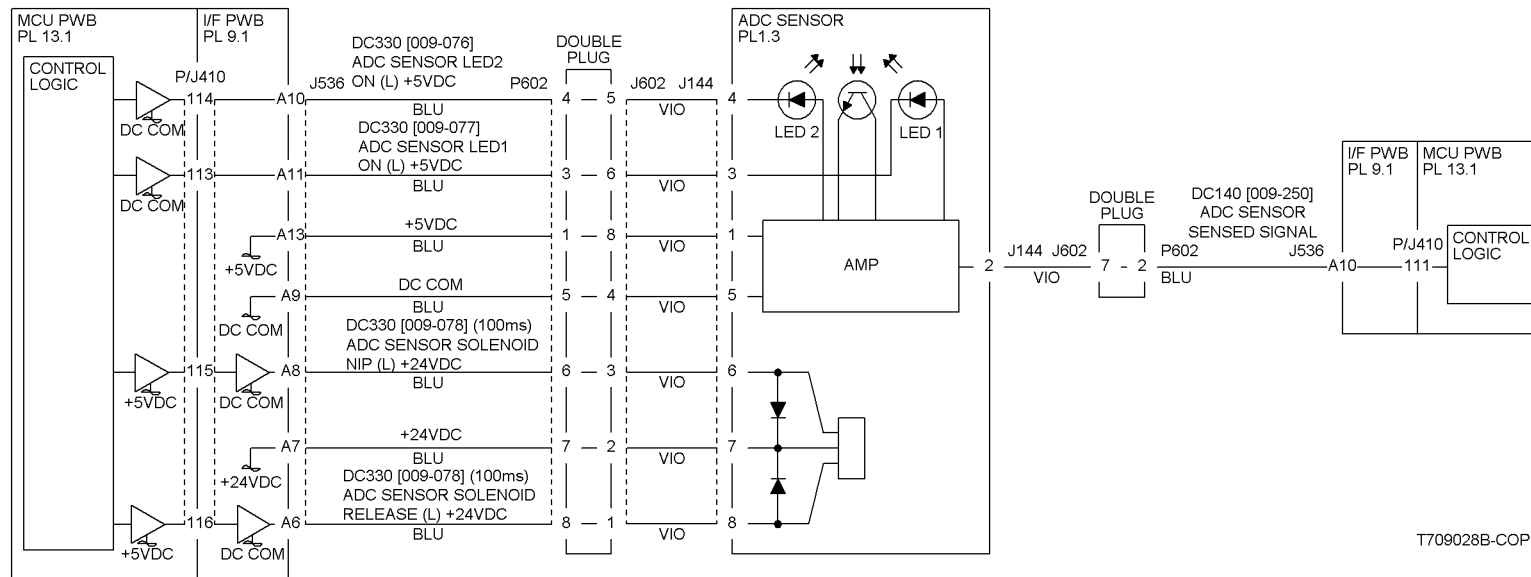 MCU PWB
PL 13.1
I/F PWB
PL 9.1
CONTROL
LOGIC
P/J410
J536
DC330 [009-076]
ADC SENSOR LED2
ON (L) +5VDC
P602
DOUBLE
PLUG
J602 J144
ADC SENSOR
PL1.3
114 A10 BLU 4 5 VIO 4
DC COM
LED 2
LED 1
DC330 [009-077]
ADC SENSOR LED1
ON (L) +5VDC
113 A11 BLU 3 6 VIO 3
DC COM
A13 +5VDC BLU 1 8 VIO 1
+5VDC
AMP
A9 DC COM BLU 5 4 VIO 5
DC COM
DC330 [009-078] (100ms)
ADC SENSOR SOLENOID
NIP (L) +24VDC
115 A8 BLU 6 3 VIO 6
+5VDC DC COM
A7 +24VDC BLU 7 2 VIO 7
+24VDC
DC330 [009-078] (100ms)
ADC SENSOR SOLENOID
RELEASE (L) +24VDC
116 A6 BLU 8 1 VIO 8
+5VDC DC COM
2
J144 J602
VIO
DOUBLE
PLUG
7 - 2
P602
BLU
DC140 [009-250]
ADC SENSOR
SENSED SIGNAL
J536
A10
I/F PWB
PL 9.1
MCU PWB
PL 13.1
P/J410
111
CONTROL
LOGIC
T709028B-COP